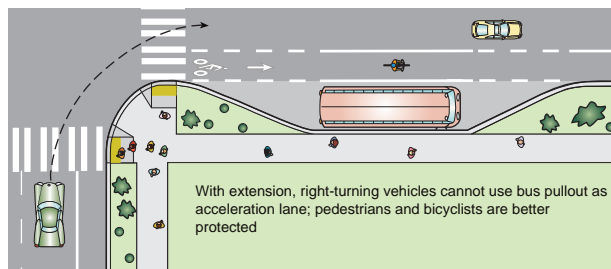 With extension, right-turning vehicles cannot use bus pullout as
acceleration lane; pedestrians and bicyclists are better
protected